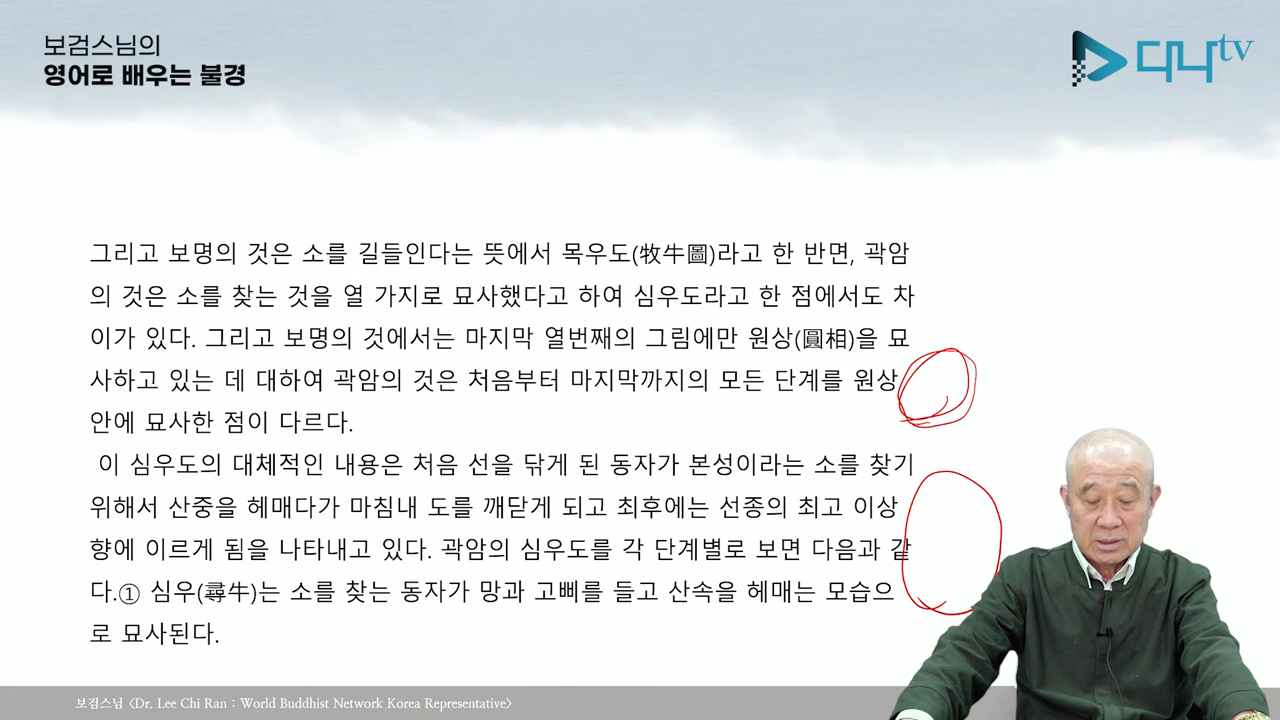 보검스님의
영어로 배우는 불경
디나tv
그리고 보명의 것은 소를 길들인다는 뜻에서 목우도(牧牛圖)라고 한 반면, 곽암
의 것은 소를 찾는 것을 열 가지로 묘사했다고 하여 심우도라고 한 점에서도 차
이가 있다. 그리고 보명의 것에서는 마지막 열번째의 그림에만 원상(圓相)을 묘
사하고 있는 데 대하여 곽암의 것은 처음부터 마지막까지의 모든 단계를 원상
안에 묘사한 점이 다르다.
이 심우도의 대체적인 내용은 처음 선을 닦게 된 동자가 본성이라는 소를 찾기
위해서 산중을 헤매다가 마침내 도를 깨닫게 되고 최후에는 선종의 최고 이상
향에 이르게 됨을 나타내고 있다. 곽암의 심우도를 각 단계별로 보면 다음과 같
다.① 심우(尋牛)는 소를 찾는 동자가 망과 고삐를 들고 산속을 헤매는 모습으
로 묘사된다.
보검스님 <Dr. Lee Chi Ran : World Buddhist Network Korea Representative>